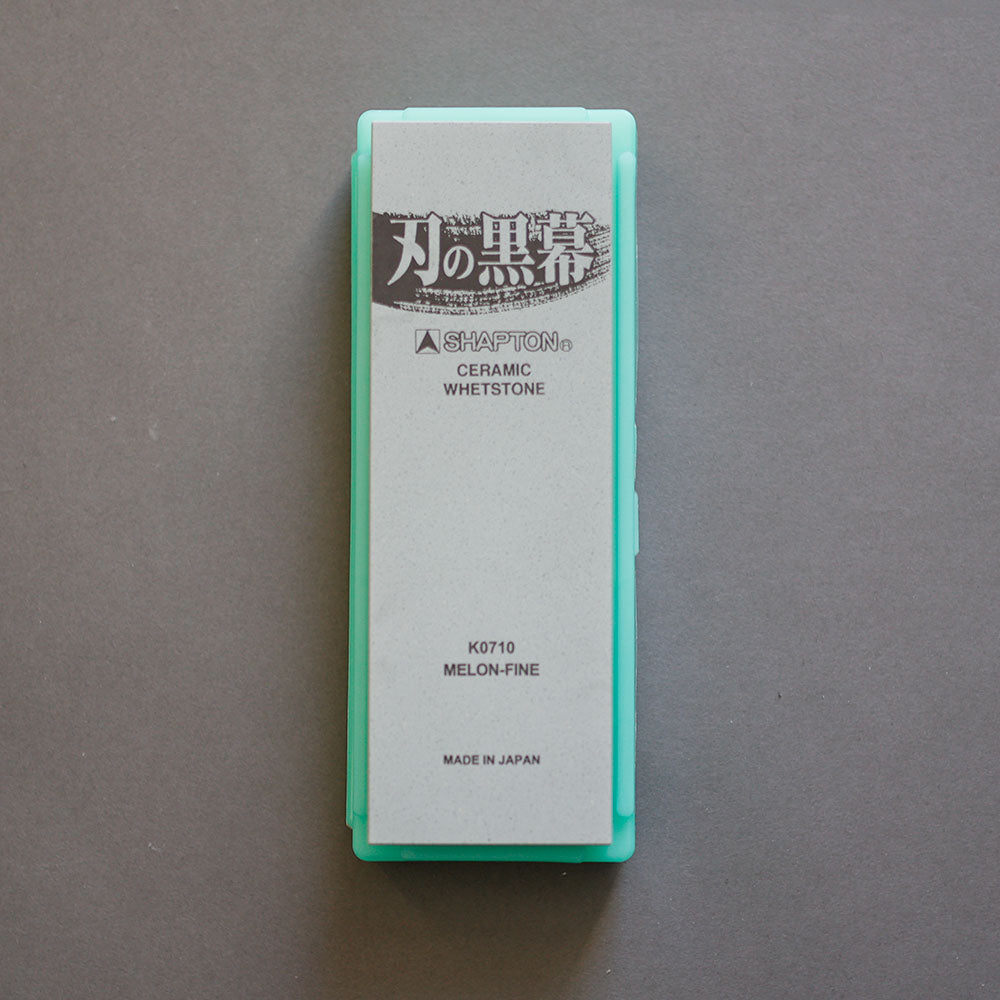 刃の黒幕
SHAPTON®
CERAMIC
WHETSTONE
K0710
MELON-FINE
MADE IN JAPAN